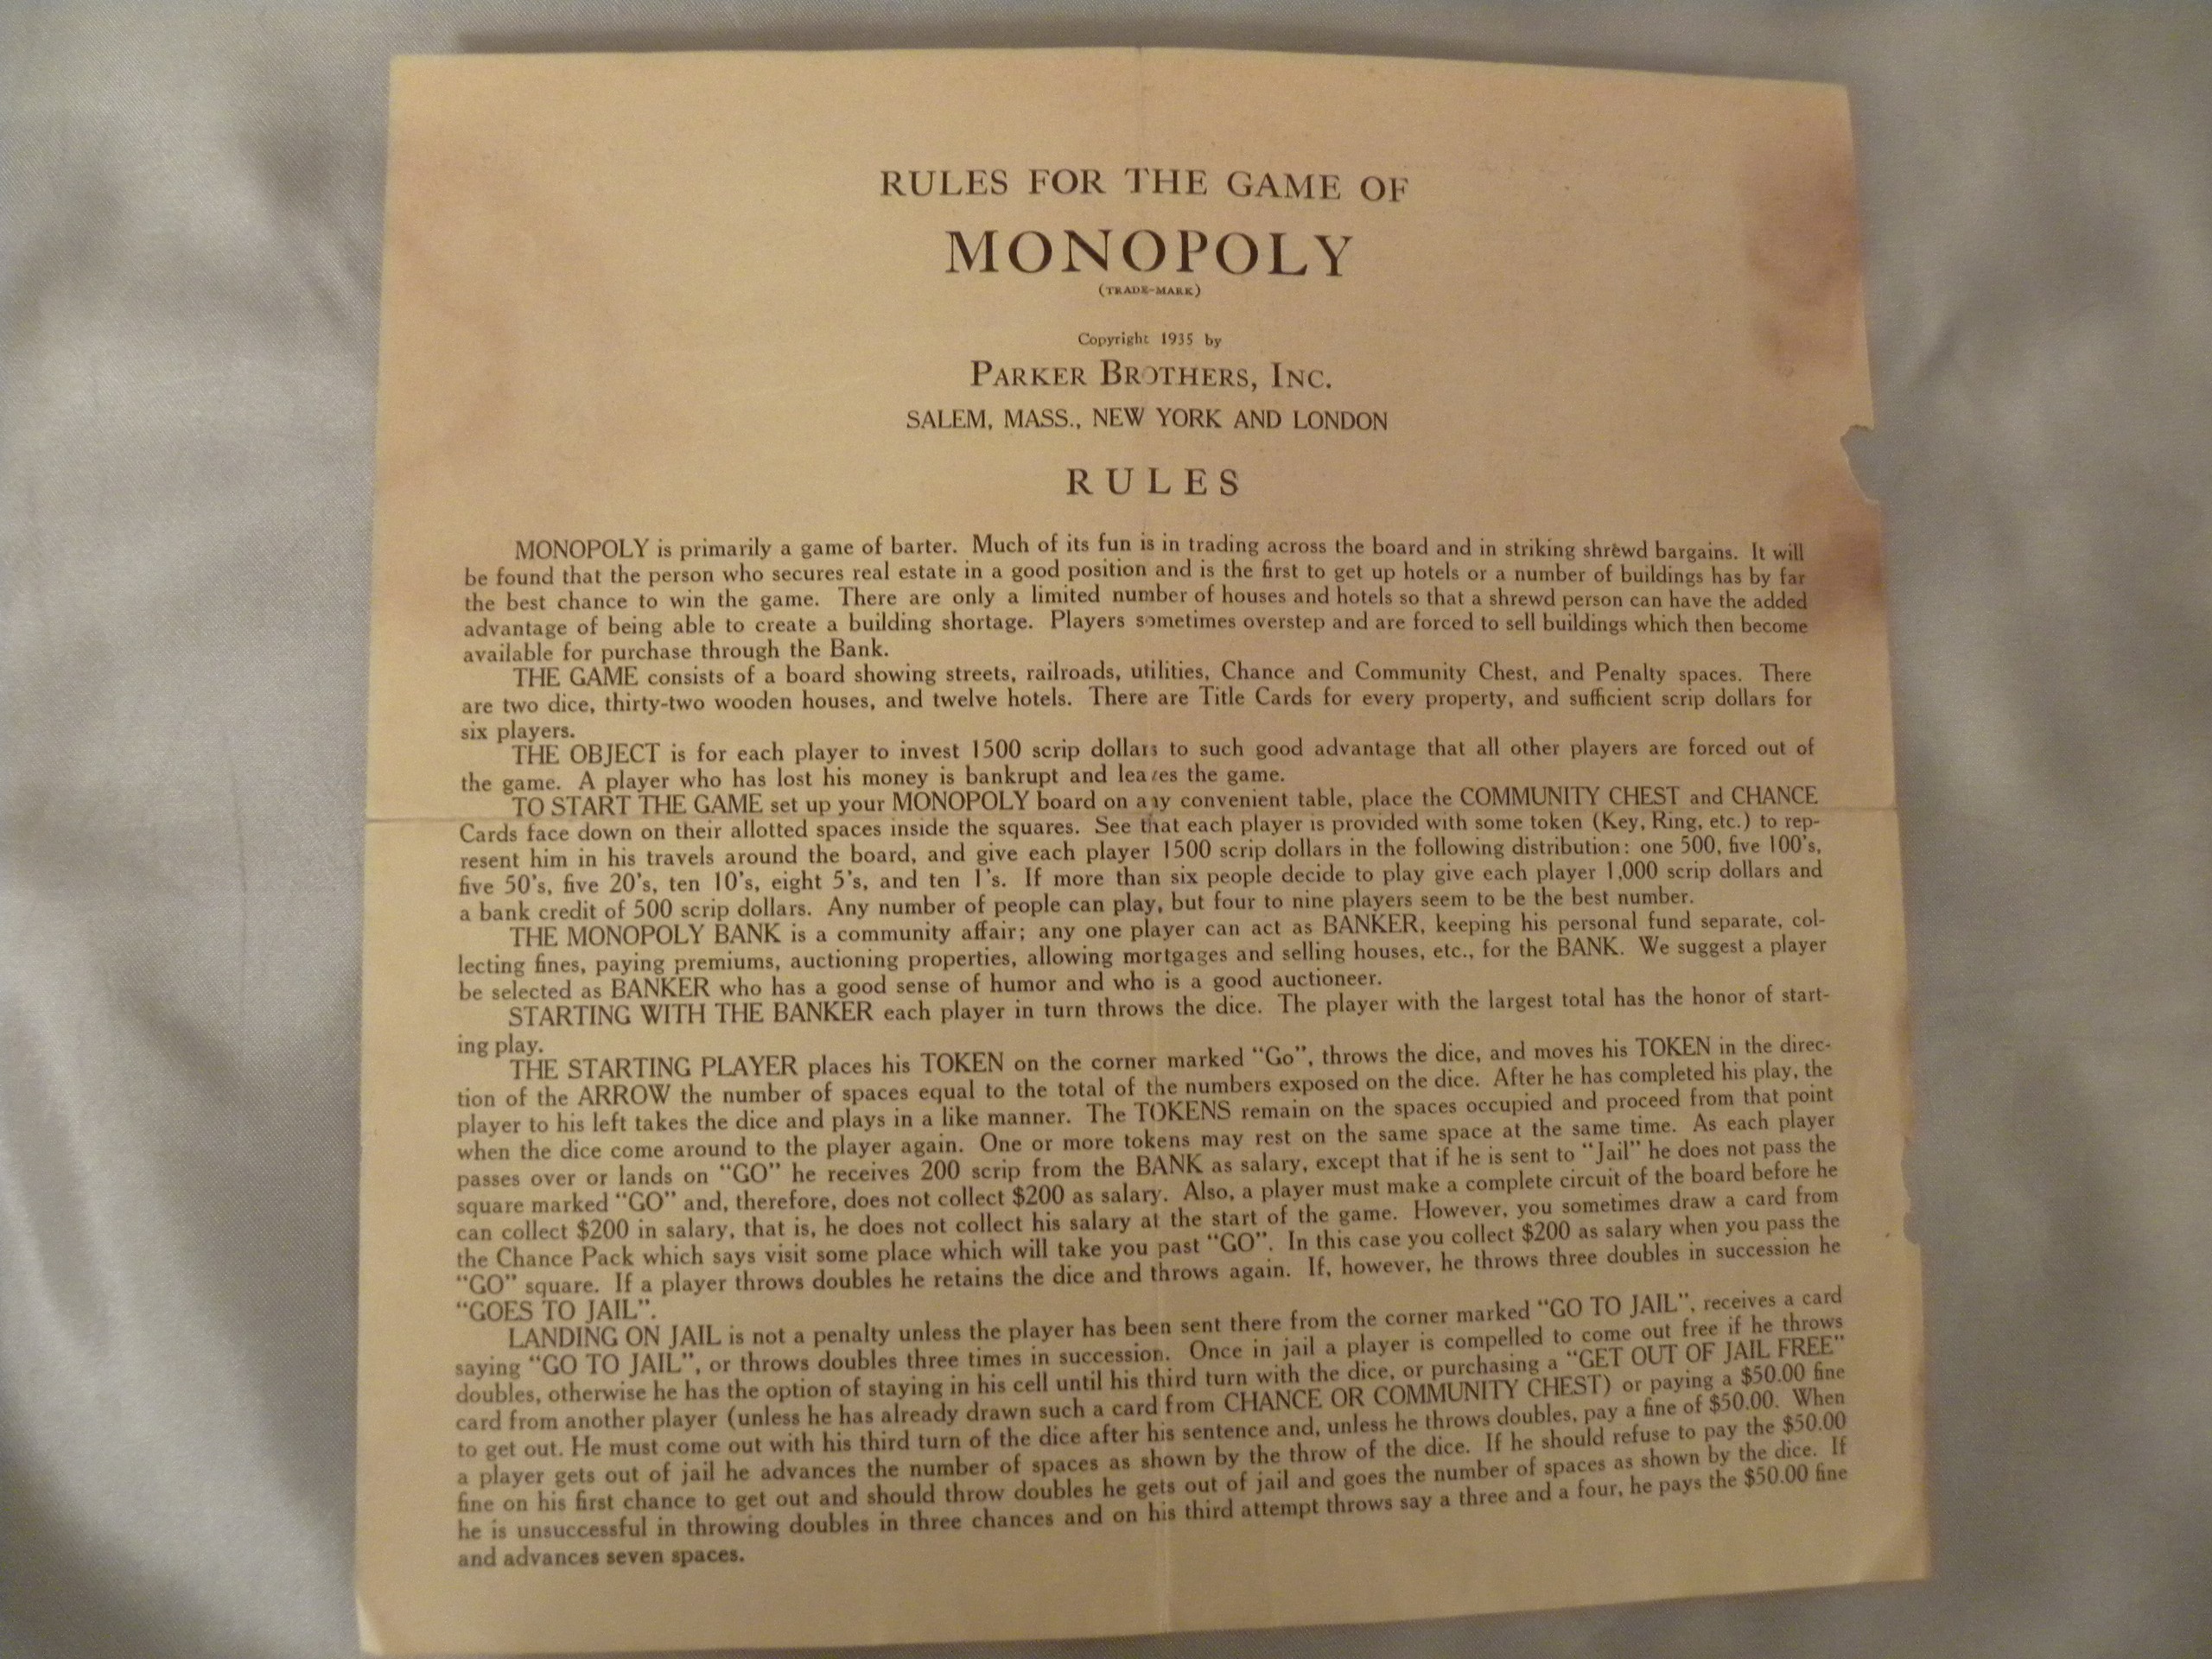 RULES FOR THE GAME OF
MONOPOLY
(TRADE-MARK)
Copyright 1935 by
PARKER BROTHERS, INC.
SALEM, MASS., NEW YORK AND LONDON
RULES
MONOPOLY is primarily a game of barter. Much of its fun is in trading across the board and in striking shrewd bargains. It will
be found that the person who secures real estate in a good position and is the first to get up hotels or a number of buildings has by far
the best chance to win the game. There are only a limited number of houses and hotels so that a shrewd person can have the added
advantage of being able to create a building shortage. Players sometimes overstep and are forced to sell buildings which then become
available for purchase through the Bank.
THE GAME consists of a board showing streets, railroads, utilities, Chance and Community Chest, and Penalty spaces. There
are two dice, thirty-two wooden houses, and twelve hotels. There are Title Cards for every property, and sufficient scrip dollars for
six players.
THE OBJECT is for each player to invest 1500 scrip dollars to such good advantage that all other players are forced out of
the game. A player who has lost his money is bankrupt and leaves the game.
TO START THE GAME set up your MONOPOLY board on any convenient table, place the COMMUNITY CHEST and CHANCE
Cards face down on their allotted spaces inside the squares. See that each player is provided with some token (Key, Ring, etc.) to rep-
resent him in his travels around the board, and give each player 1500 scrip dollars in the following distribution: one 500, five 100's,
five 50's, five 20's, ten 10's, eight 5's, and ten 1's. If more than six people decide to play give each player 1,000 scrip dollars and
a bank credit of 500 scrip dollars. Any number of people can play, but four to nine players seem to be the best number.
THE MONOPOLY BANK is a community affair; any one player can act as BANKER, keeping his personal fund separate, col-
lecting fines, paying premiums, auctioning properties, allowing mortgages and selling houses, etc., for the BANK. We suggest a player
be selected as BANKER who has a good sense of humor and who is a good auctioneer.
STARTING WITH THE BANKER each player in turn throws the dice. The player with the largest total has the honor of start-
ing play.
THE STARTING PLAYER places his TOKEN on the corner marked "Go", throws the dice, and moves his TOKEN in the direc-
tion of the ARROW the number of spaces equal to the total of the numbers exposed on the dice. After he has completed his play, the
player to his left takes the dice and plays in a like manner. The TOKENS remain on the spaces occupied and proceed from that point
when the dice come around to the player again. One or more tokens may rest on the same space at the same time. As each player
passes over or lands on "GO" he receives 200 scrip from the BANK as salary, except that if he is sent to "Jail" he does not pass the
square marked "GO" and, therefore, does not collect $200 as salary. Also, a player must make a complete circuit of the board before he
can collect $200 in salary, that is, he does not collect his salary at the start of the game. However, you sometimes draw a card from
the Chance Pack which says visit some place which will take you past "GO". In this case you collect $200 as salary when you pass the
"GO" square. If a player throws doubles he retains the dice and throws again. If, however, he throws three doubles in succession he
"GOES TO JAIL".
LANDING ON JAIL is not a penalty unless the player has been sent there from the corner marked "GO TO JAIL", receives a card
saying "GO TO JAIL", or throws doubles three times in succession. Once in jail a player is compelled to come out free if he throws
doubles, otherwise he has the option of staying in his cell until his third turn with the dice, or purchasing a "GET OUT OF JAIL FREE"
card from another player (unless he has already drawn such a card from CHANCE OR COMMUNITY CHEST) or paying a $50.00 fine
to get out. He must come out with his third turn of the dice after his sentence and, unless he throws doubles, pay a fine of $50.00. When
a player gets out of jail he advances the number of spaces as shown by the throw of the dice. If he should refuse to pay the $50.00
fine on his first chance to get out and should throw doubles he gets out of jail and goes the number of spaces as shown by the dice. If
he is unsuccessful in throwing doubles in three chances and on his third attempt throws say a three and a four, he pays the $50.00 fine
and advances seven spaces.